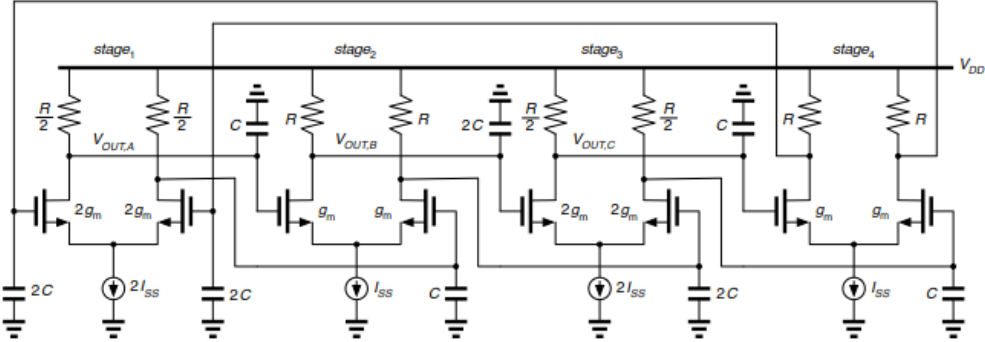 stage1 stage2 stage3 stage4
VDD
R/2 R/2 C R R 2C R/2 R/2 C R R
VOUT,A VOUT,B VOUT,C
2gm 2gm gm gm 2gm 2gm gm gm
2C 2ISS 2C ISS C 2ISS 2C ISS C